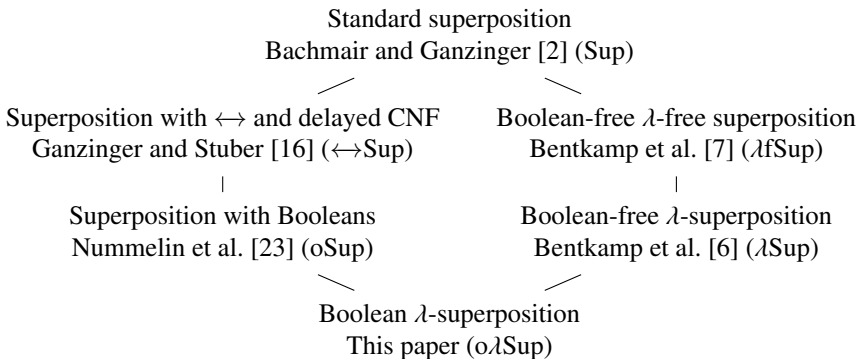 Standard superposition
Bachmair and Ganzinger [2] (Sup)
Superposition with ↔ and delayed CNF
Ganzinger and Stuber [16] (↔Sup)
Boolean-free λ-free superposition
Bentkamp et al. [7] (λfSup)
Superposition with Booleans
Nummelin et al. [23] (oSup)
Boolean-free λ-superposition
Bentkamp et al. [6] (λSup)
Boolean λ-superposition
This paper (oλSup)